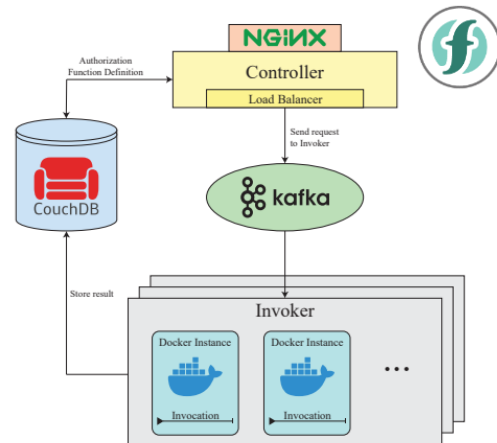 NGINX
Authorization
Function Definition
Controller
Load Balancer
Send request
to Invoker
CouchDB
kafka
Store result
Invoker
Docker Instance
Docker Instance
...
Invocation
Invocation